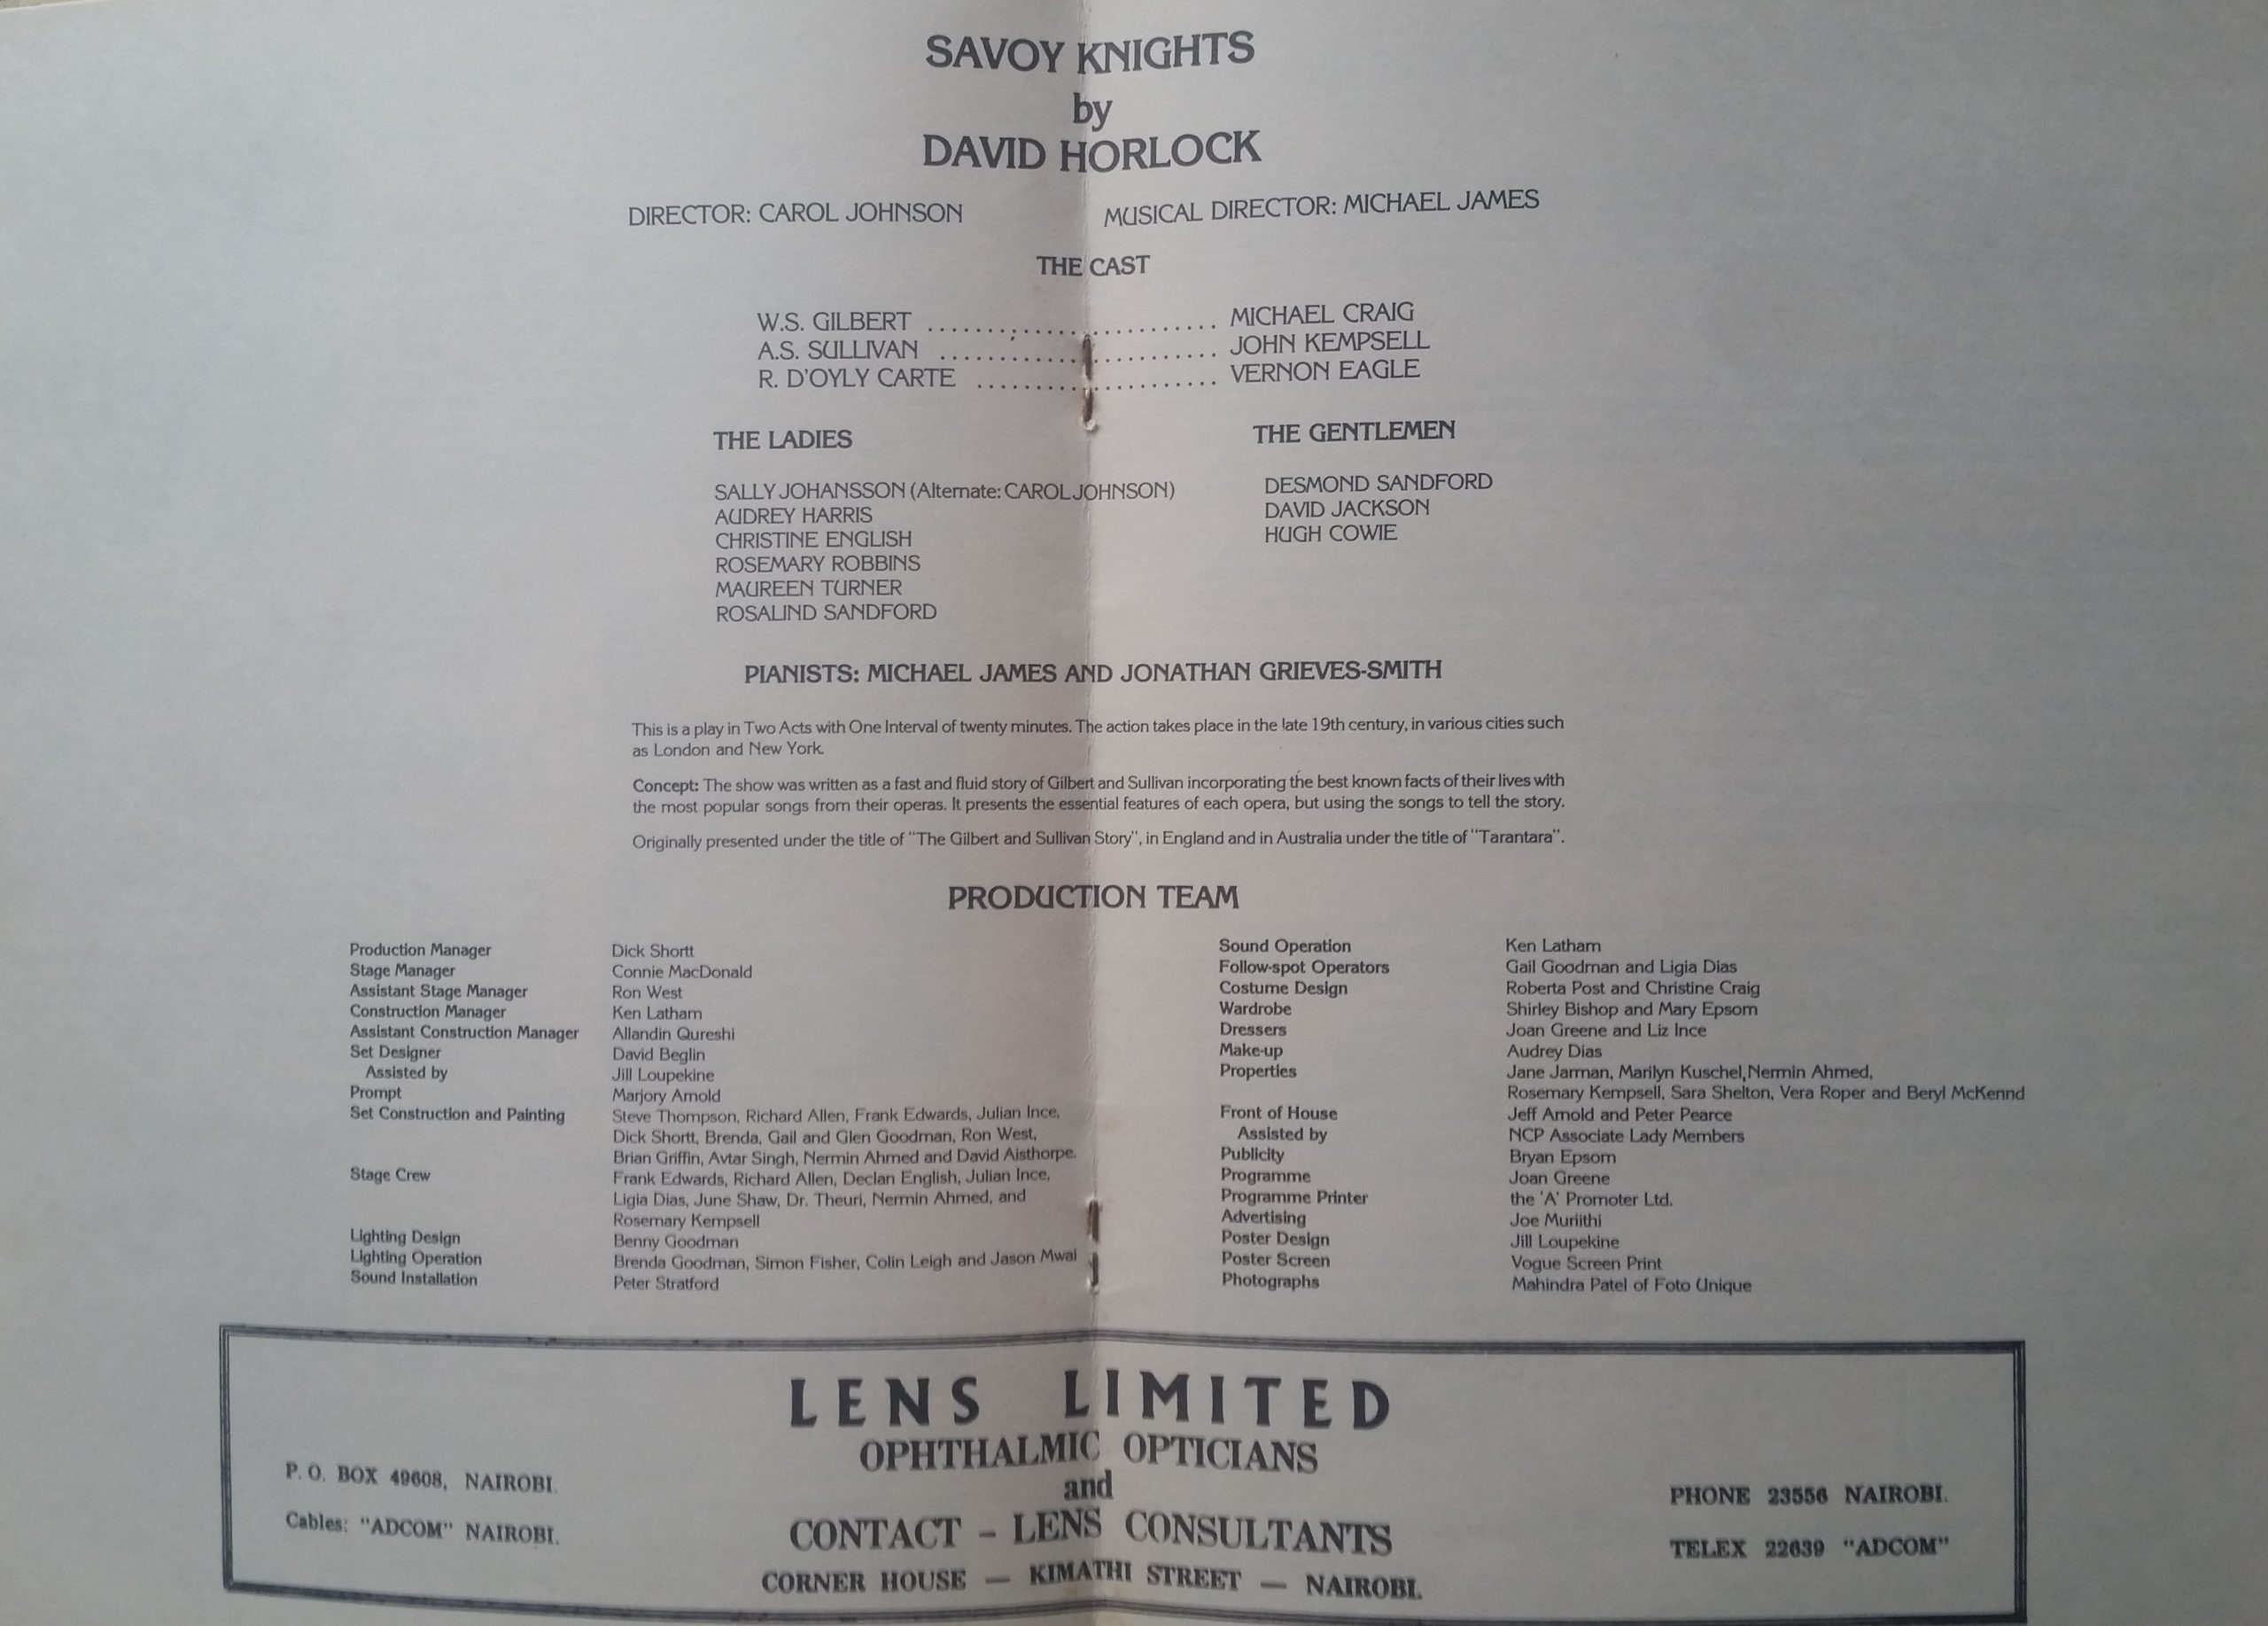 SAVOY KNIGHTS
by
DAVID HORLOCK
DIRECTOR: CAROL JOHNSON MUSICAL DIRECTOR: MICHAEL JAMES
THE CAST
W.S. GILBERT ........................ MICHAEL CRAIG
A.S. SULLIVAN ....................... JOHN KEMPSELL
R. D'OYLY CARTE .................... VERNON EAGLE
THE LADIES
SALLY JOHANSSON (Alternate: CAROL JOHNSON)
AUDREY HARRIS
CHRISTINE ENGLISH
ROSEMARY ROBBINS
MAUREEN TURNER
ROSALIND SANDFORD
THE GENTLEMEN
DESMOND SANDFORD
DAVID JACKSON
HUGH COWIE
PIANISTS: MICHAEL JAMES AND JONATHAN GRIEVES-SMITH
This is a play in Two Acts with One Interval of twenty minutes. The action takes place in the late 19th century, in various cities such
as London and New York.
Concept: The show was written as a fast and fluid story of Gilbert and Sullivan incorporating the best known facts of their lives with
the most popular songs from their operas. It presents the essential features of each opera, but using the songs to tell the story.
Originally presented under the title of "The Gilbert and Sullivan Story", in England and in Australia under the title of "Tarantara".
PRODUCTION TEAM
Production Manager Dick Shortt
Stage Manager Connie MacDonald
Assistant Stage Manager Ron West
Construction Manager Ken Latham
Assistant Construction Manager Allandin Qureshi
Set Designer David Beglin
Assisted by Jill Loupekine
Prompt Marjory Arnold
Set Construction and Painting Steve Thompson, Richard Allen, Frank Edwards, Julian Ince,
Dick Shortt, Brenda, Gail and Glen Goodman, Ron West,
Brian Griffin, Avtar Singh, Nermin Ahmed and David Aisthorpe.
Stage Crew Frank Edwards, Richard Allen, Declan English, Julian Ince,
Ligia Dias, June Shaw, Dr. Theuri, Nermin Ahmed, and
Rosemary Kempsell
Lighting Design Benny Goodman
Lighting Operation Brenda Goodman, Simon Fisher, Colin Leigh and Jason Mwai
Sound Installation Peter Stratford
Sound Operation Ken Latham
Follow-spot Operators Gail Goodman and Ligia Dias
Costume Design Roberta Post and Christine Craig
Wardrobe Shirley Bishop and Mary Epsom
Dressers Joan Greene and Liz Ince
Make-up Audrey Dias
Properties Jane Jarman, Marilyn Kuschel, Nermin Ahmed,
Rosemary Kempsell, Sara Shelton, Vera Roper and Beryl McKennd
Front of House Jeff Arnold and Peter Pearce
Assisted by NCP Associate Lady Members
Publicity Bryan Epsom
Programme Joan Greene
Programme Printer the 'A' Promoter Ltd.
Advertising Joe Muriithi
Poster Design Jill Loupekine
Poster Screen Vogue Screen Print
Photographs Mahindra Patel of Foto Unique
LENS LIMITED
OPHTHALMIC OPTICIANS
and
CONTACT - LENS CONSULTANTS
CORNER HOUSE — KIMATHI STREET — NAIROBI.
P. O. BOX 49608, NAIROBI.
Cables: "ADCOM" NAIROBI.
PHONE 23556 NAIROBI.
TELEX 22639 "ADCOM"